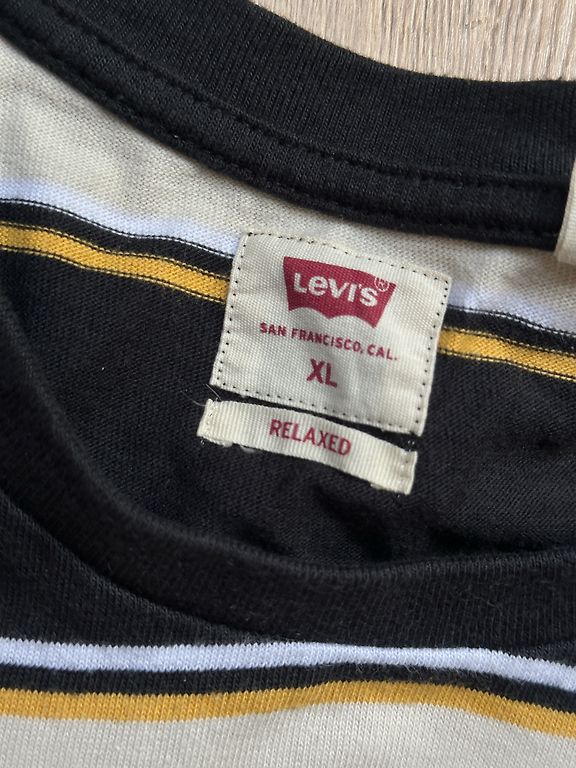 Levi's®
SAN FRANCISCO, CAL.
XL
RELAXED